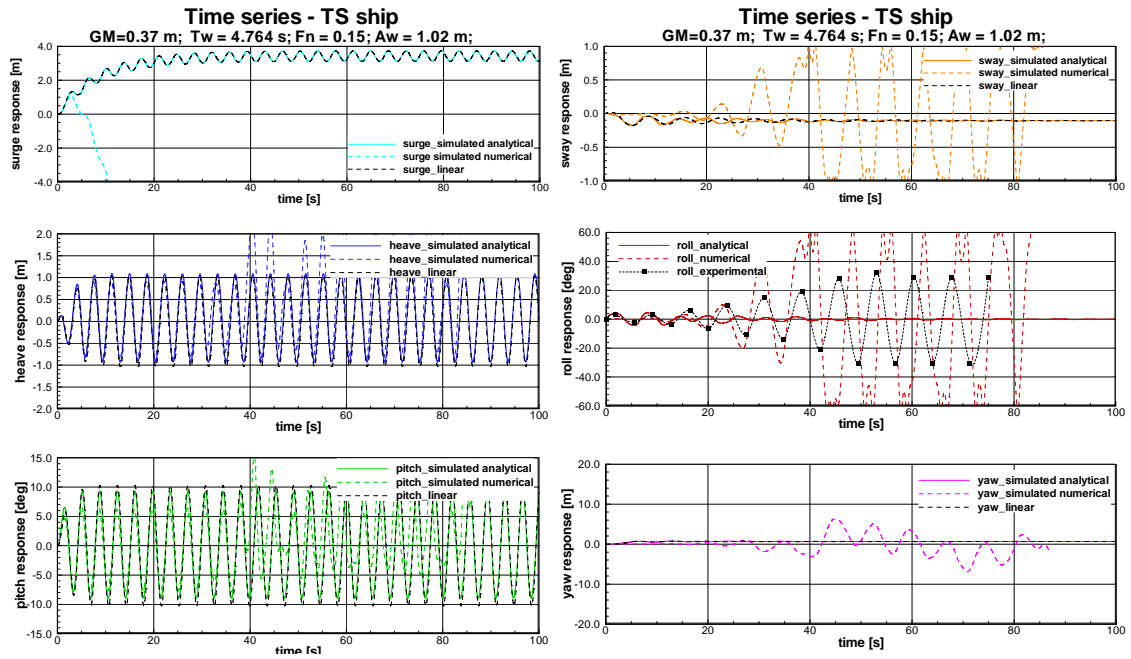 Time series - TS ship
GM=0.37 m;  Tw = 4.764 s; Fn = 0.15; Aw = 1.02 m;
surge response [m]
4.0
2.0
0.0
-2.0
-4.0
surge_simulated analytical
surge simulated numerical
surge_linear
0 20 40 60 80 100
time [s]
heave response [m]
2.0
1.5
1.0
0.5
0.0
-0.5
-1.0
-1.5
-2.0
heave_simulated analytical
heave_simulated numerical
heave_linear
0 20 40 60 80 100
time [s]
pitch response [deg]
15.0
10.0
5.0
0.0
-5.0
-10.0
-15.0
pitch_simulated analytical
pitch_simulated numerical
pitch_linear
0 20 40 60 80 100
time [s]
Time series - TS ship
GM=0.37 m;  Tw = 4.764 s; Fn = 0.15; Aw = 1.02 m;
sway response [m]
1.0
0.5
0.0
-0.5
-1.0
sway_simulated analytical
sway_simulated numerical
sway_linear
0 20 40 60 80 100
time [s]
roll response [deg]
60.0
40.0
20.0
0.0
-20.0
-40.0
-60.0
roll_analytical
roll_numerical
roll_experimental
0 20 40 60 80 100
time [s]
yaw response [m]
20.0
10.0
0.0
-10.0
-20.0
yaw_simulated analytical
yaw_simulated numerical
yaw_linear
0 20 40 60 80 100
time [s]